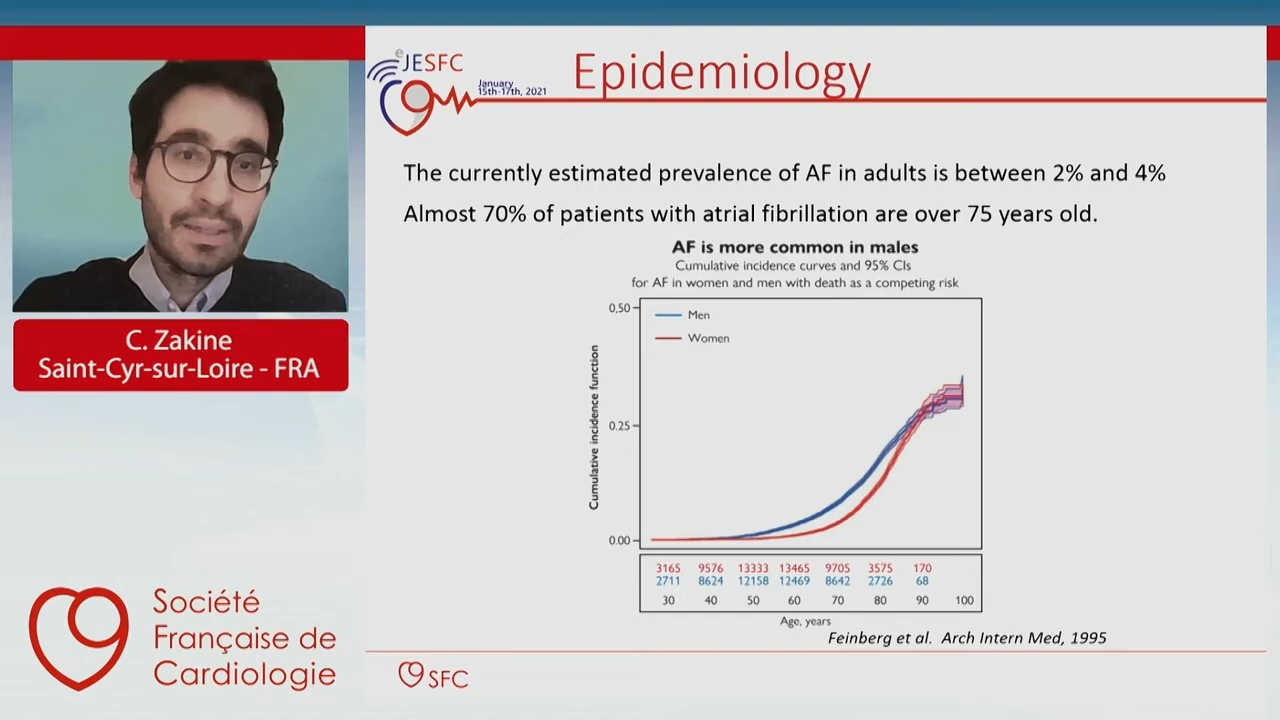 C. Zakine
Saint-Cyr-sur-Loire - FRA
Société
Française de
Cardiologie
eJESFC
January
15th-17th, 2021
Epidemiology
The currently estimated prevalence of AF in adults is between 2% and 4%
Almost 70% of patients with atrial fibrillation are over 75 years old.
AF is more common in males
Cumulative incidence curves and 95% CIs
for AF in women and men with death as a competing risk
Cumulative incidence function
0.50
0.25
0.00
Men
Women
3165 9576 13333 13465 9705 3575 170
2711 8624 12158 12469 8642 2726 68
30 40 50 60 70 80 90 100
Age, years
Feinberg et al. Arch Intern Med, 1995
SFC